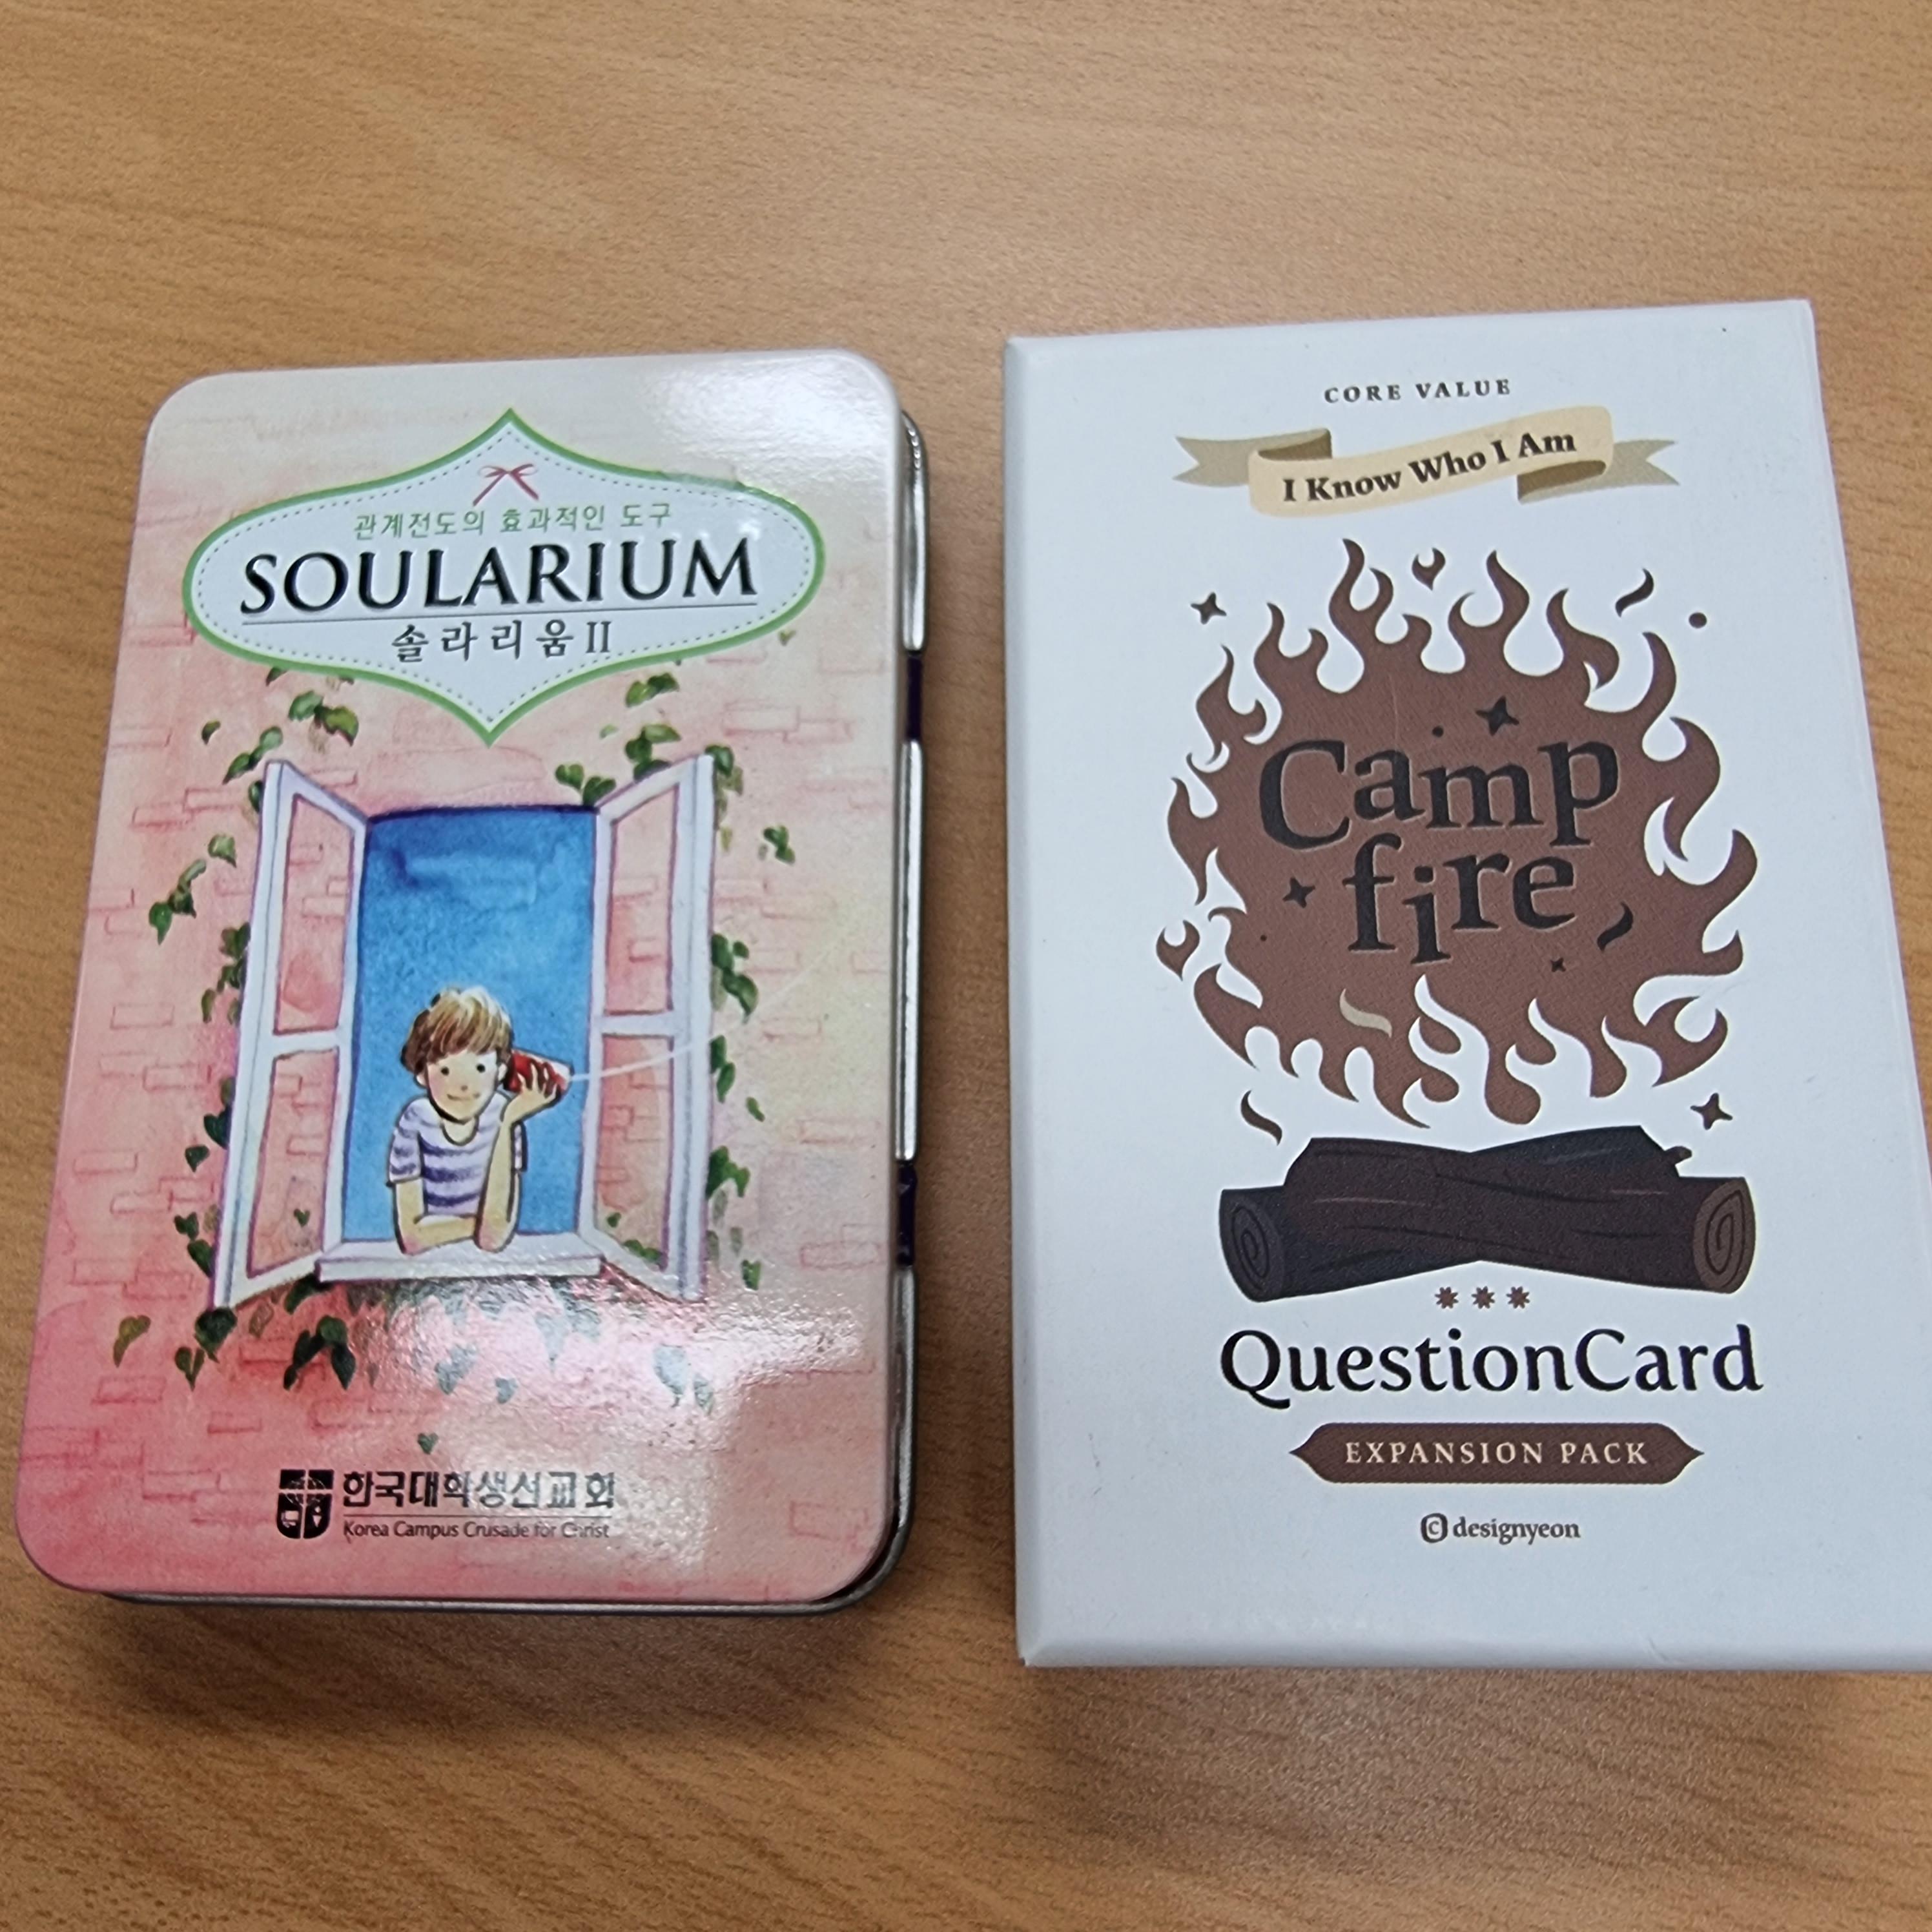 관계전도의 효과적인 도구
SOULARIUM
솔라리움 II
한국대학생선교회
Korea Campus Crusade for Christ
CORE VALUE
I Know Who I Am
Camp
fire
QuestionCard
EXPANSION PACK
© designyeon